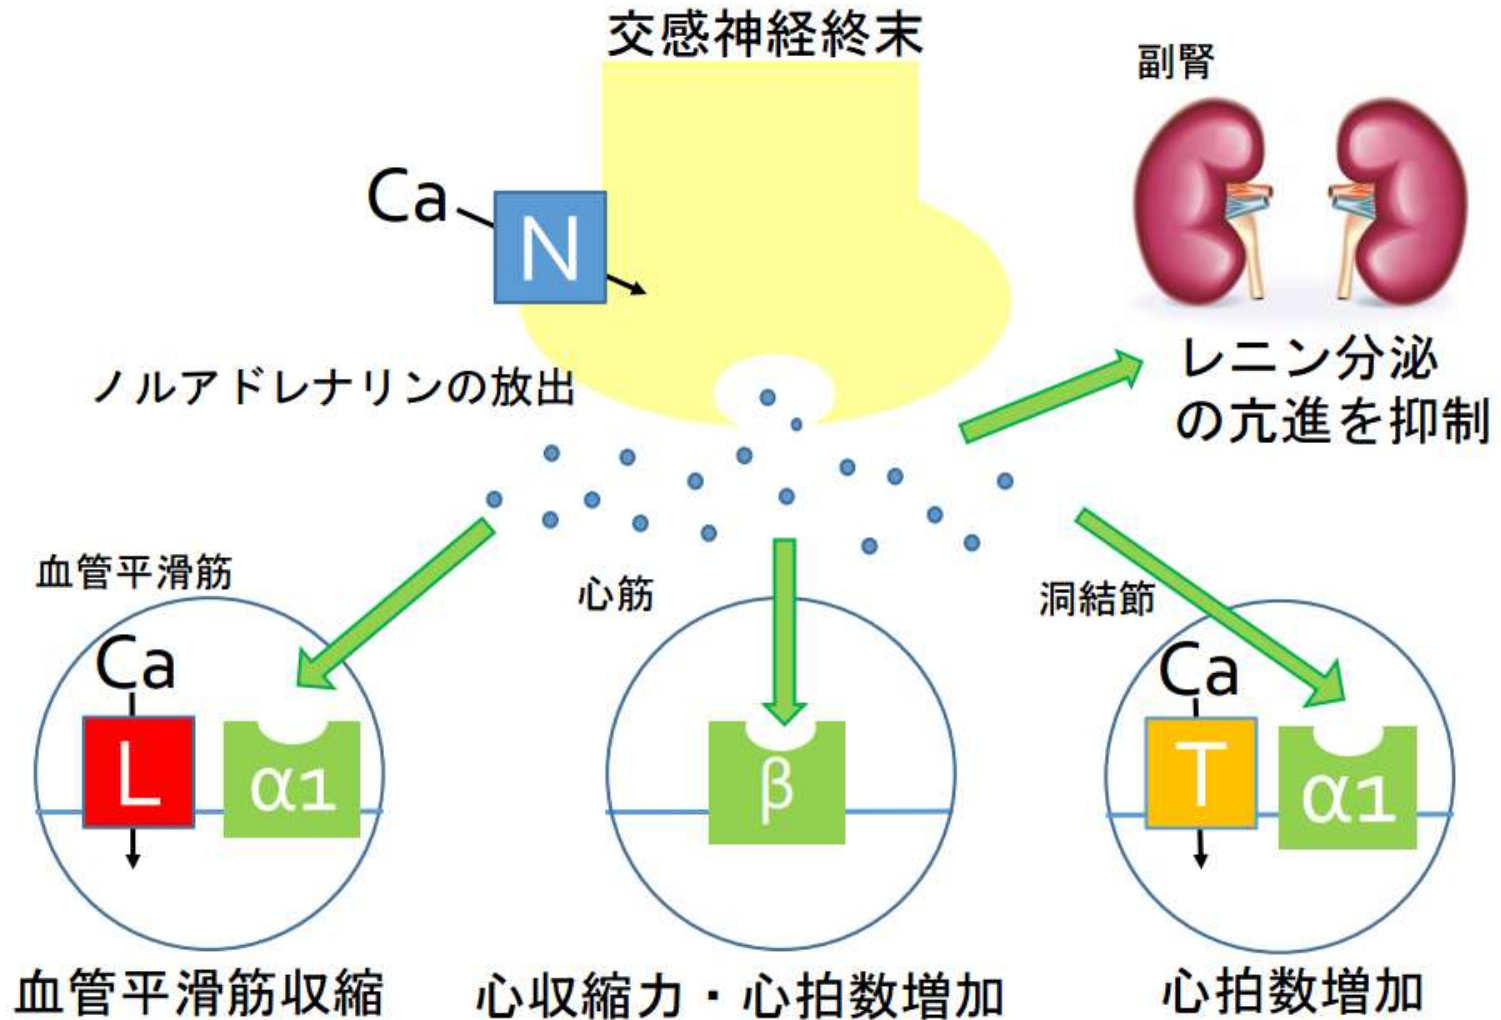 交感神経終末
副腎
Ca
N
レニン分泌
の亢進を抑制
ノルアドレナリンの放出
血管平滑筋
心筋
洞結節
Ca
L
α1
β
Ca
T
α1
血管平滑筋収縮
心収縮力・心拍数増加
心拍数増加